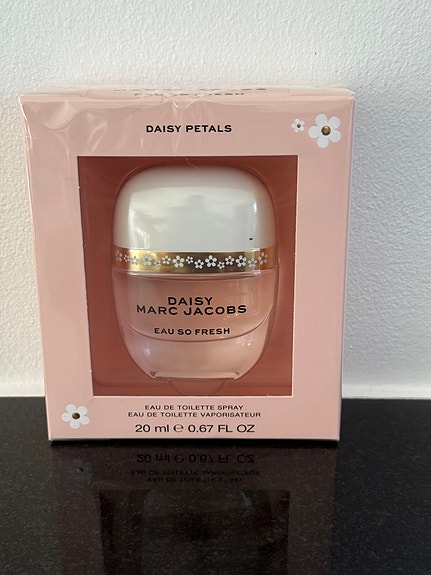 DAISY PETALS
DAISY
MARC JACOBS
EAU SO FRESH
EAU DE TOILETTE SPRAY
EAU DE TOILETTE VAPORISATEUR
20 ml ℮ 0.67 FL OZ